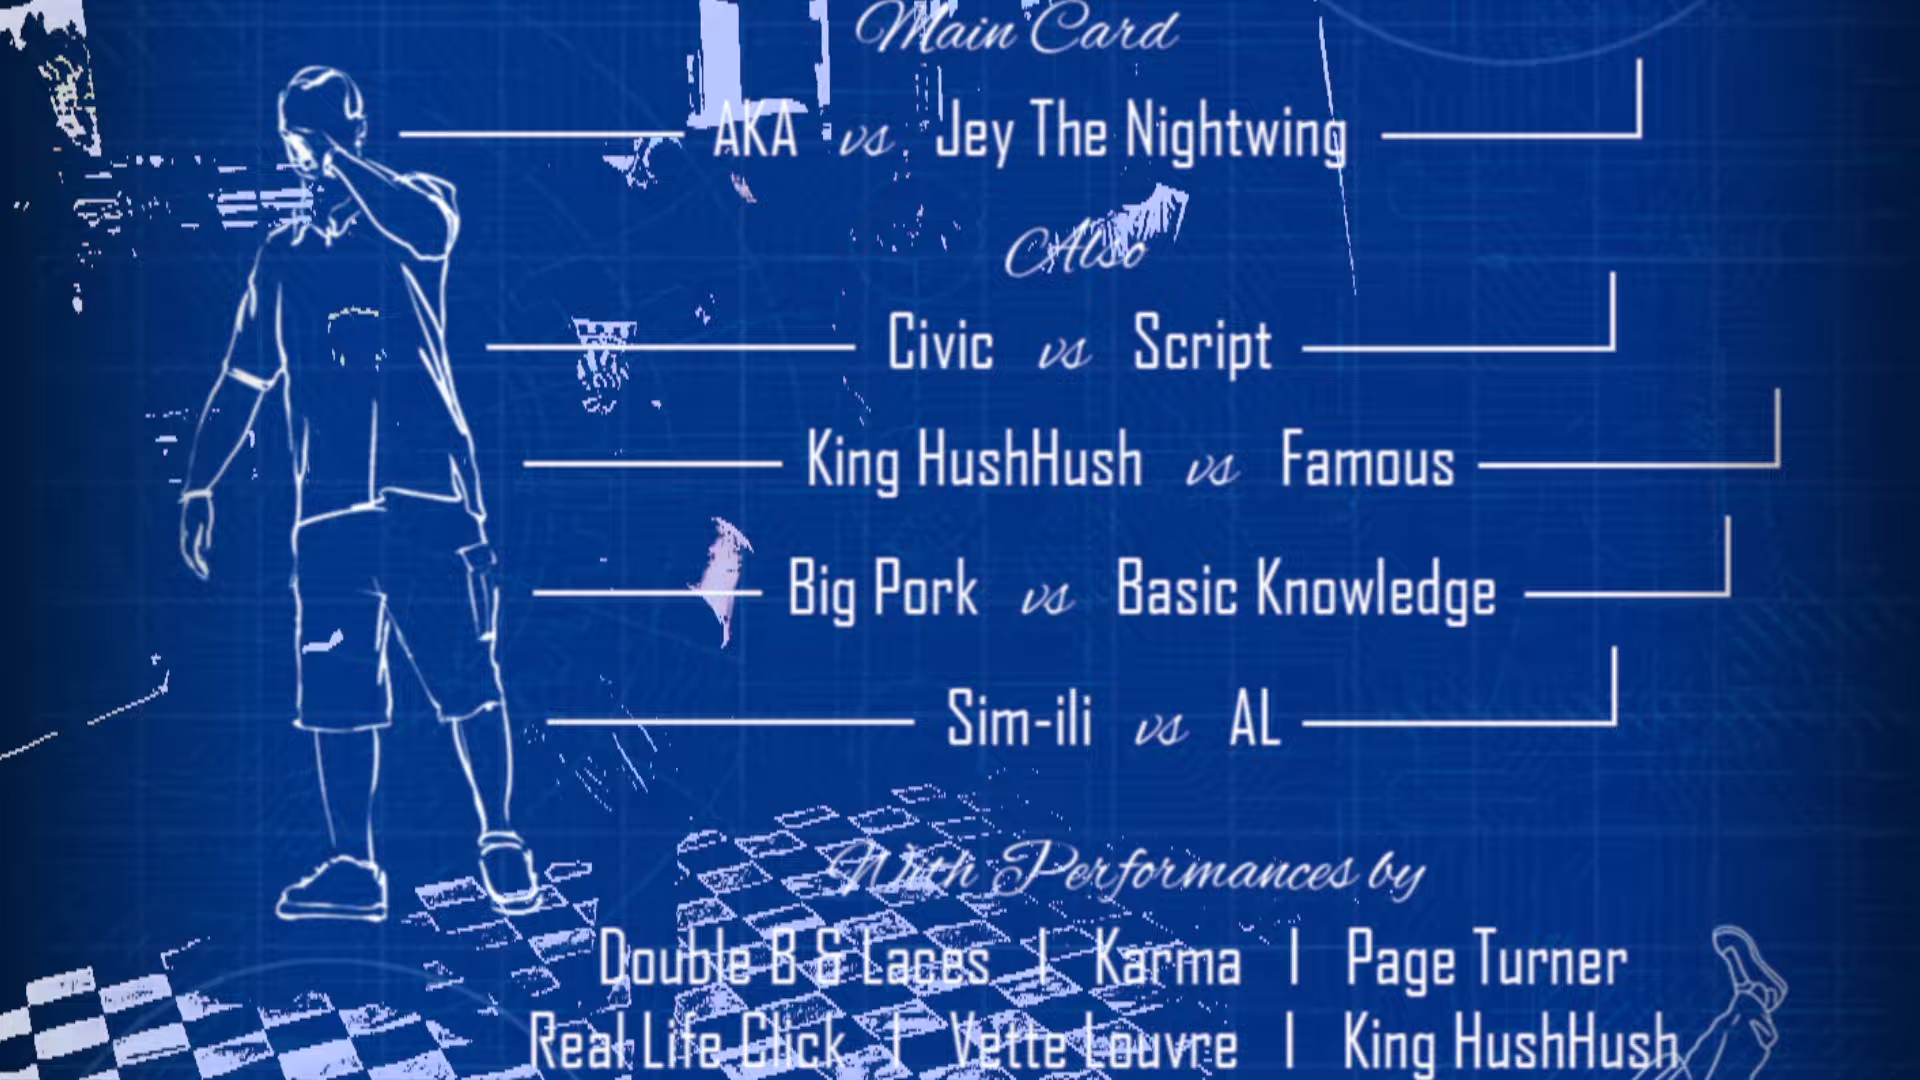 Main Card
AKA vs Jey The Nightwing
Also
Civic vs Script
King HushHush vs Famous
Big Pork vs Basic Knowledge
Sim-ili vs AL
With Performances by
Double B & Laces | Karma | Page Turner
Real Life Click | Vette Louvre | King HushHush